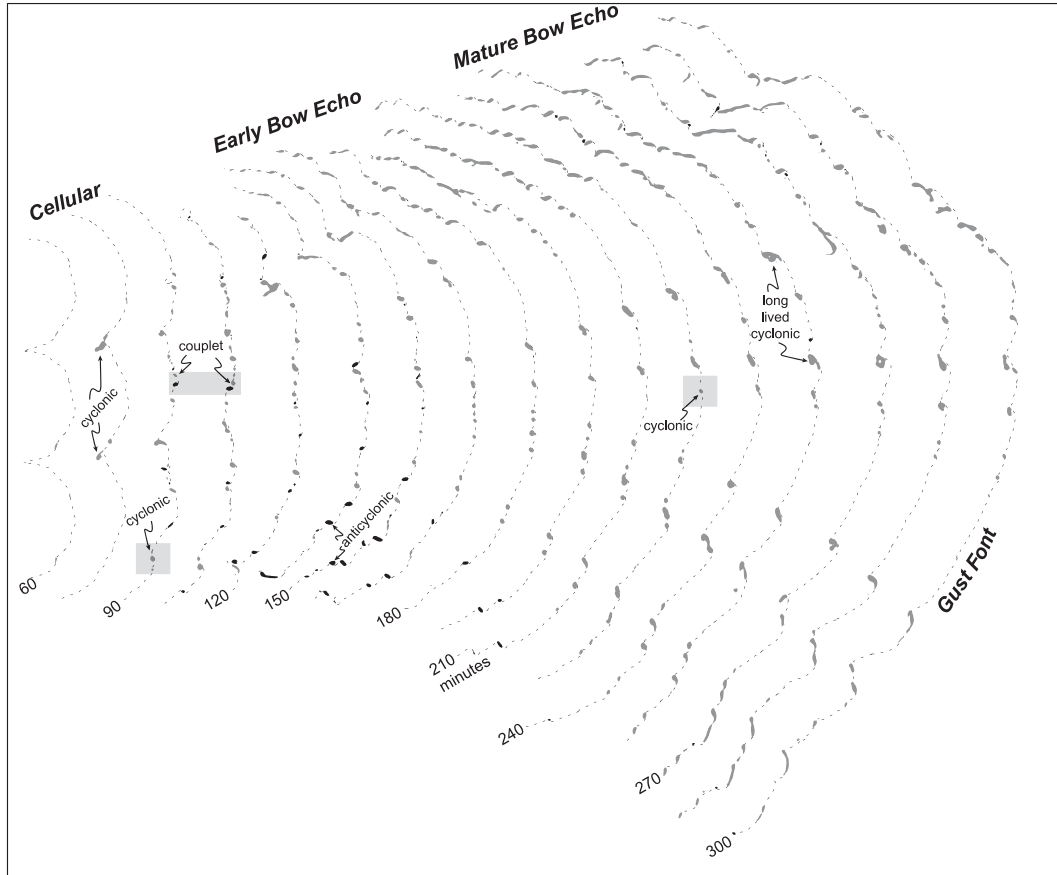 Mature Bow Echo
Early Bow Echo
Cellular
couplet
cyclonic
cyclonic
anticyclonic
long
lived
cyclonic
cyclonic
Gust Font
60
90
120
150
180
210
minutes
240
270
300